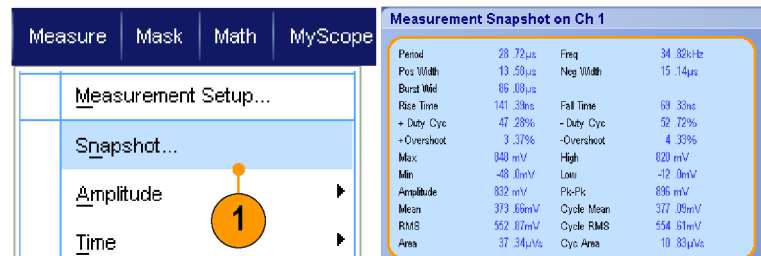 Measure Mask Math MyScope
Measurement Setup...
Snapshot...
Amplitude
Time
1
Measurement Snapshot on Ch 1
Period 28 .72µs Freq 34 .82kHz
Pos Width 13 .58µs Neg Width 15 .14µs
Burst Wid 86 .08µs
Rise Time 141 .39ns Fall Time 69 .33ns
+ Duty Cyc 47 .28% - Duty Cyc 52 .72%
+Overshoot 3 .37% -Overshoot 4 .33%
Max 848 mV High 820 mV
Min -48 .0mV Low -12 .0mV
Amplitude 832 mV Pk-Pk 896 mV
Mean 373 .66mV Cycle Mean 377 .09mV
RMS 552 .87mV Cycle RMS 554 .61mV
Area 37 .34µVs Cyc Area 10 .83µVs